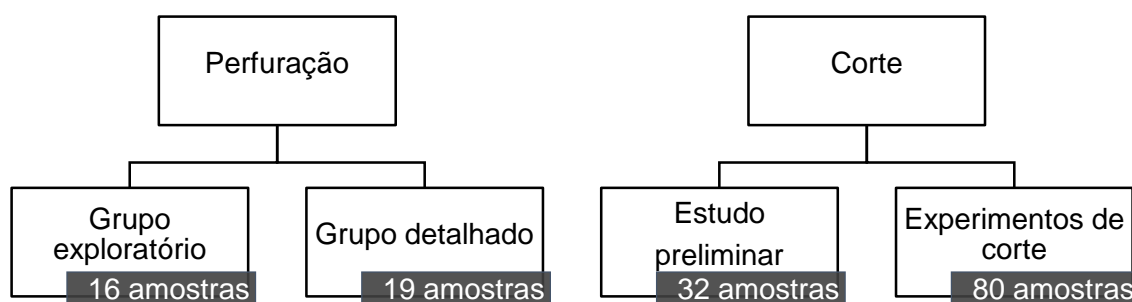 Perfuração
Corte
Grupo
exploratório
16 amostras
Grupo detalhado
19 amostras
Estudo
preliminar
32 amostras
Experimentos de
corte
80 amostras